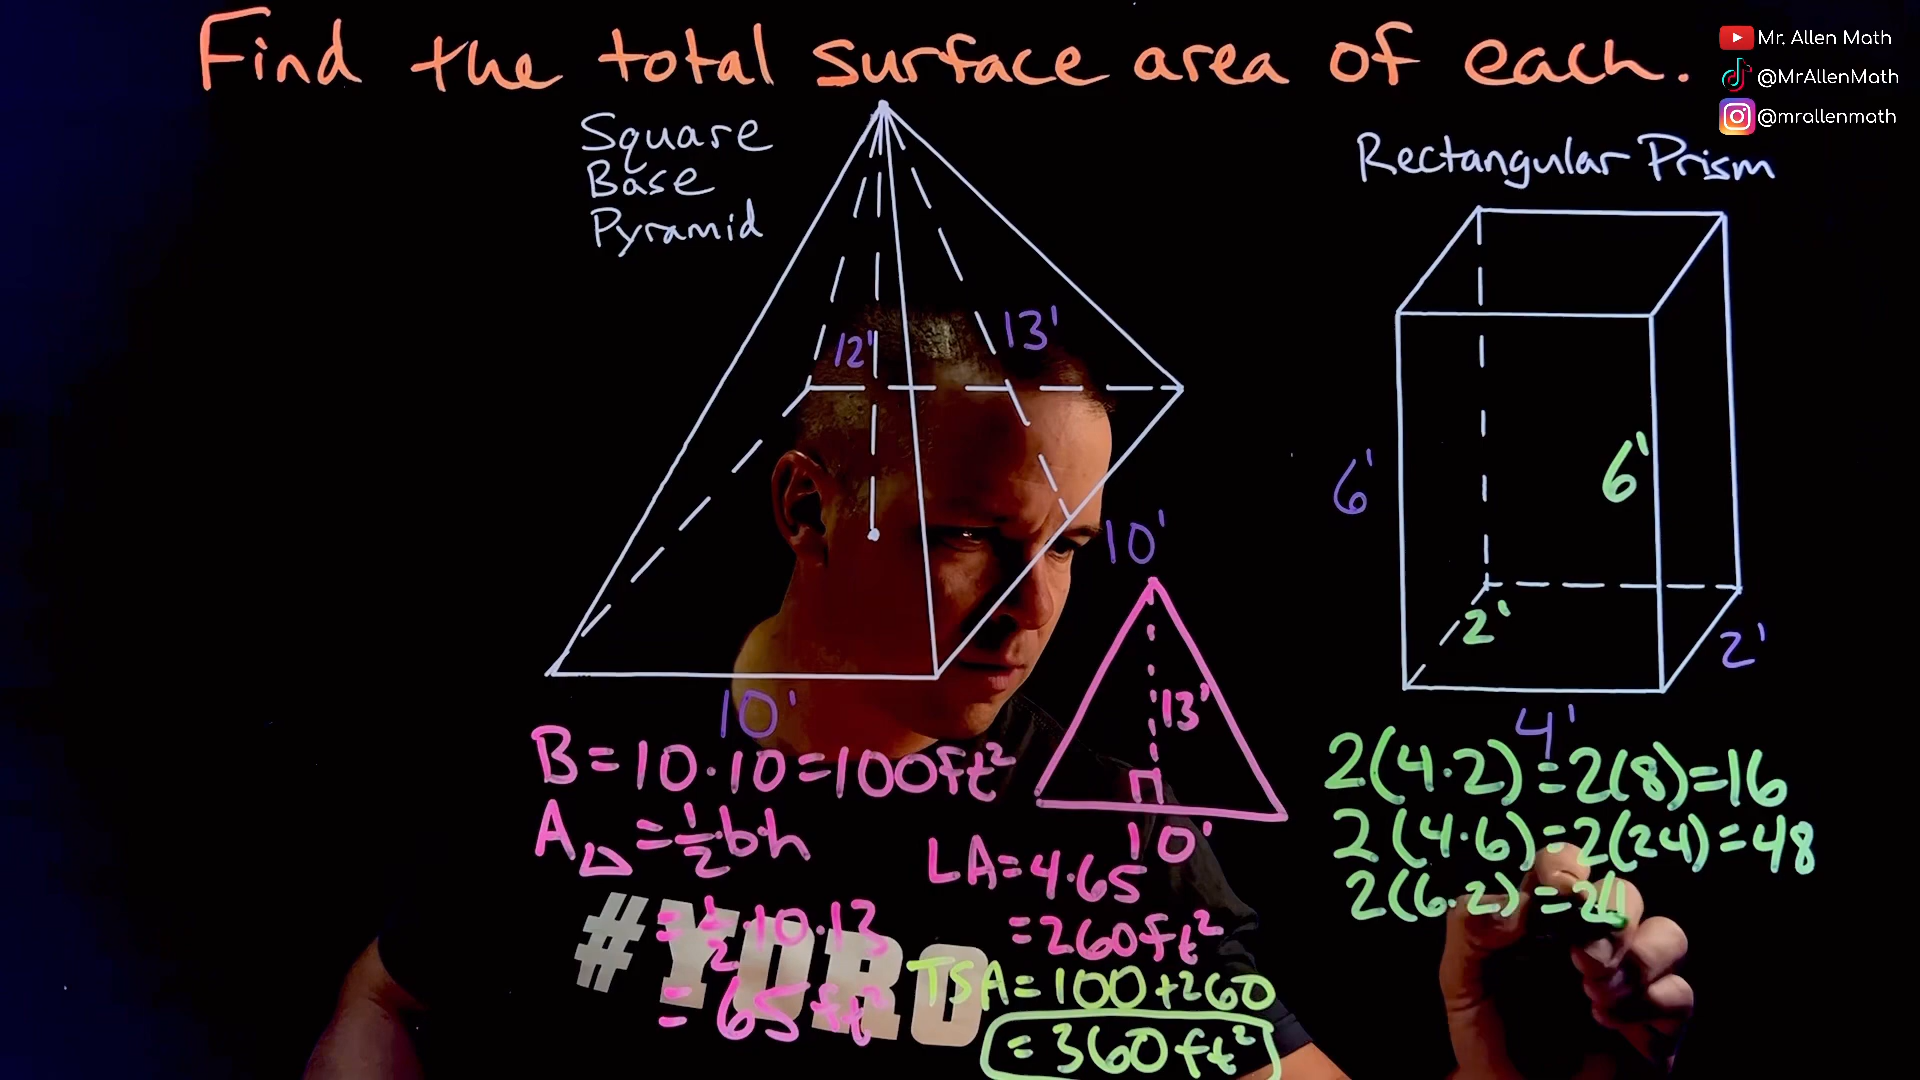 Find the total surface area of each.
Mr. Allen Math
@MrAllenMath
@mrallenmath
Square
Base
Pyramid
12'
13'
10'
10'
B=10·10=100ft²
A△=½bh
=½·10·13
=65ft²
#YORO
13'
10'
LA=4·65
=260ft²
TSA=100+260
=360ft²
Rectangular Prism
6'
6'
2'
2'
4'
2(4·2)=2(8)=16
2(4·6)=2(24)=48
2(6·2)=24